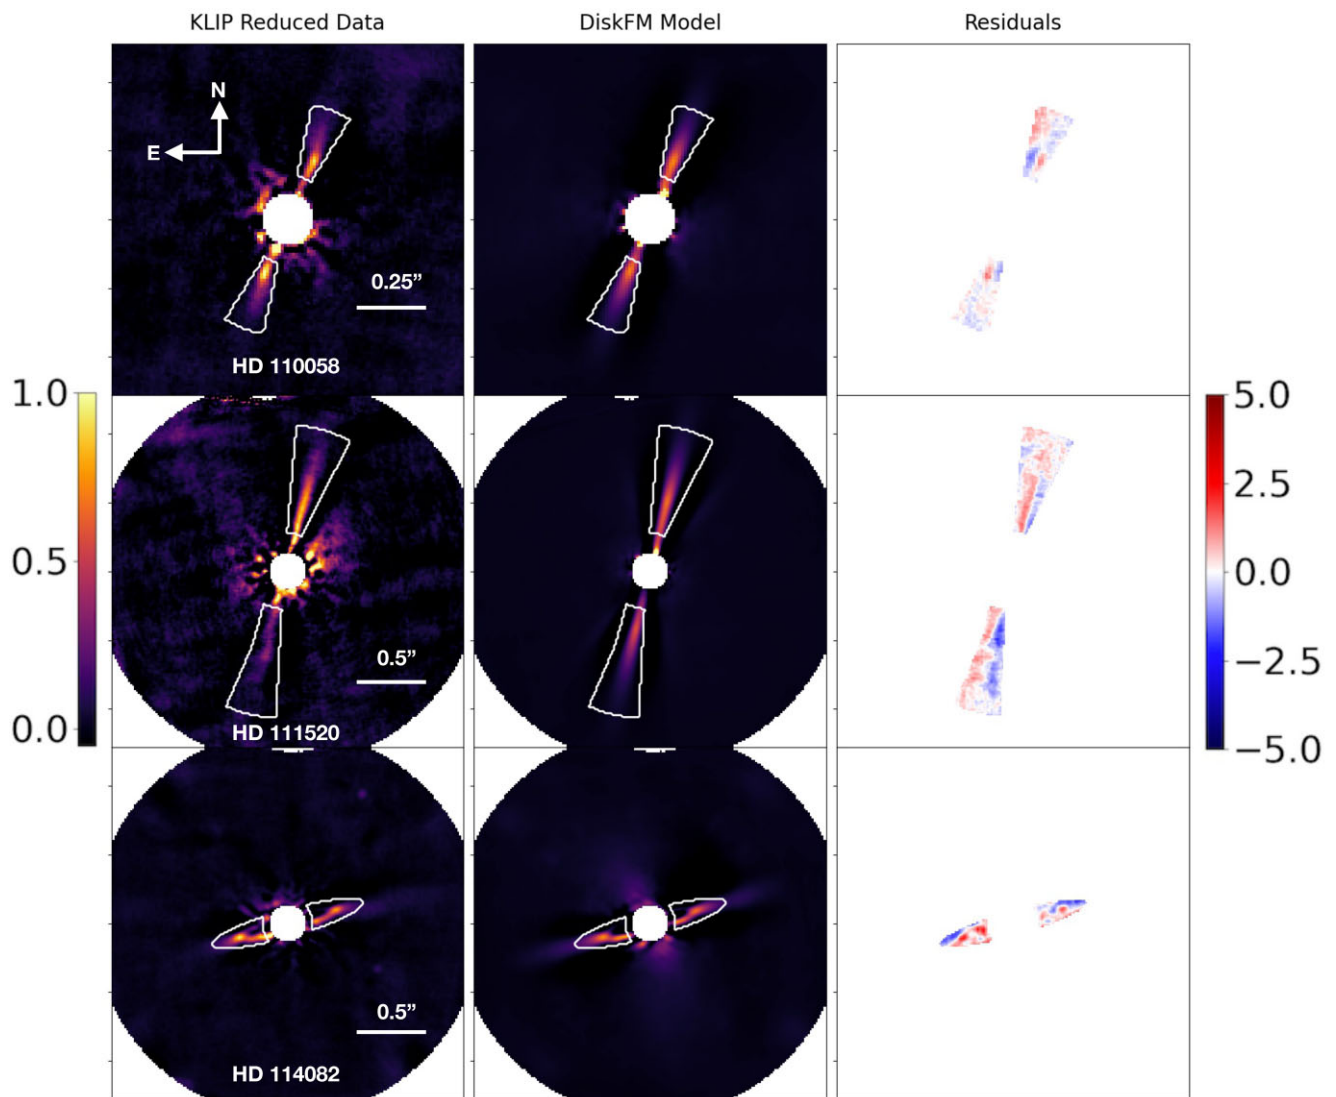 KLIP Reduced Data DiskFM Model Residuals
N
E
0.25”
HD 110058
1.0
0.5
0.0
5.0
2.5
0.0
−2.5
−5.0
0.5”
HD 111520
0.5”
HD 114082